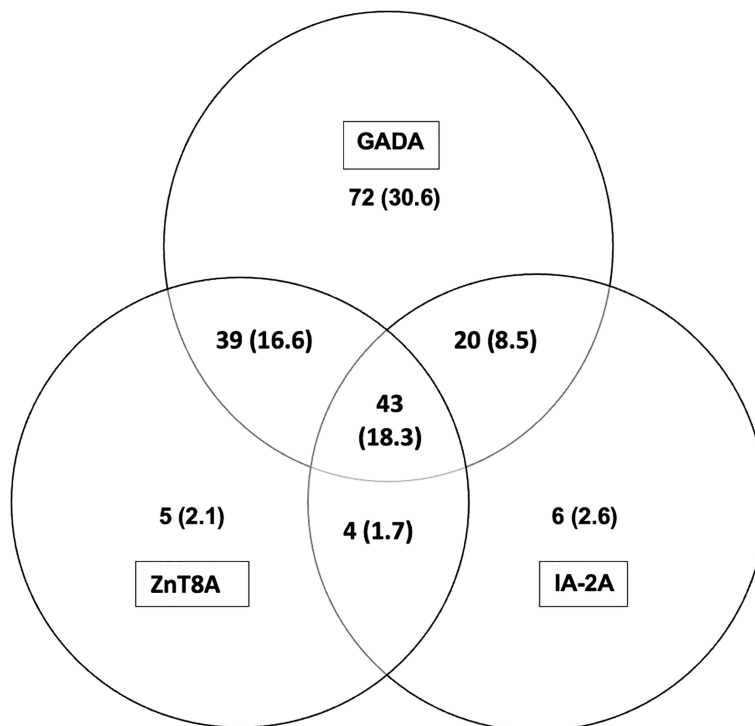 GADA
72 (30.6)
39 (16.6)
20 (8.5)
43
(18.3)
5 (2.1)
4 (1.7)
6 (2.6)
ZnT8A
IA-2A